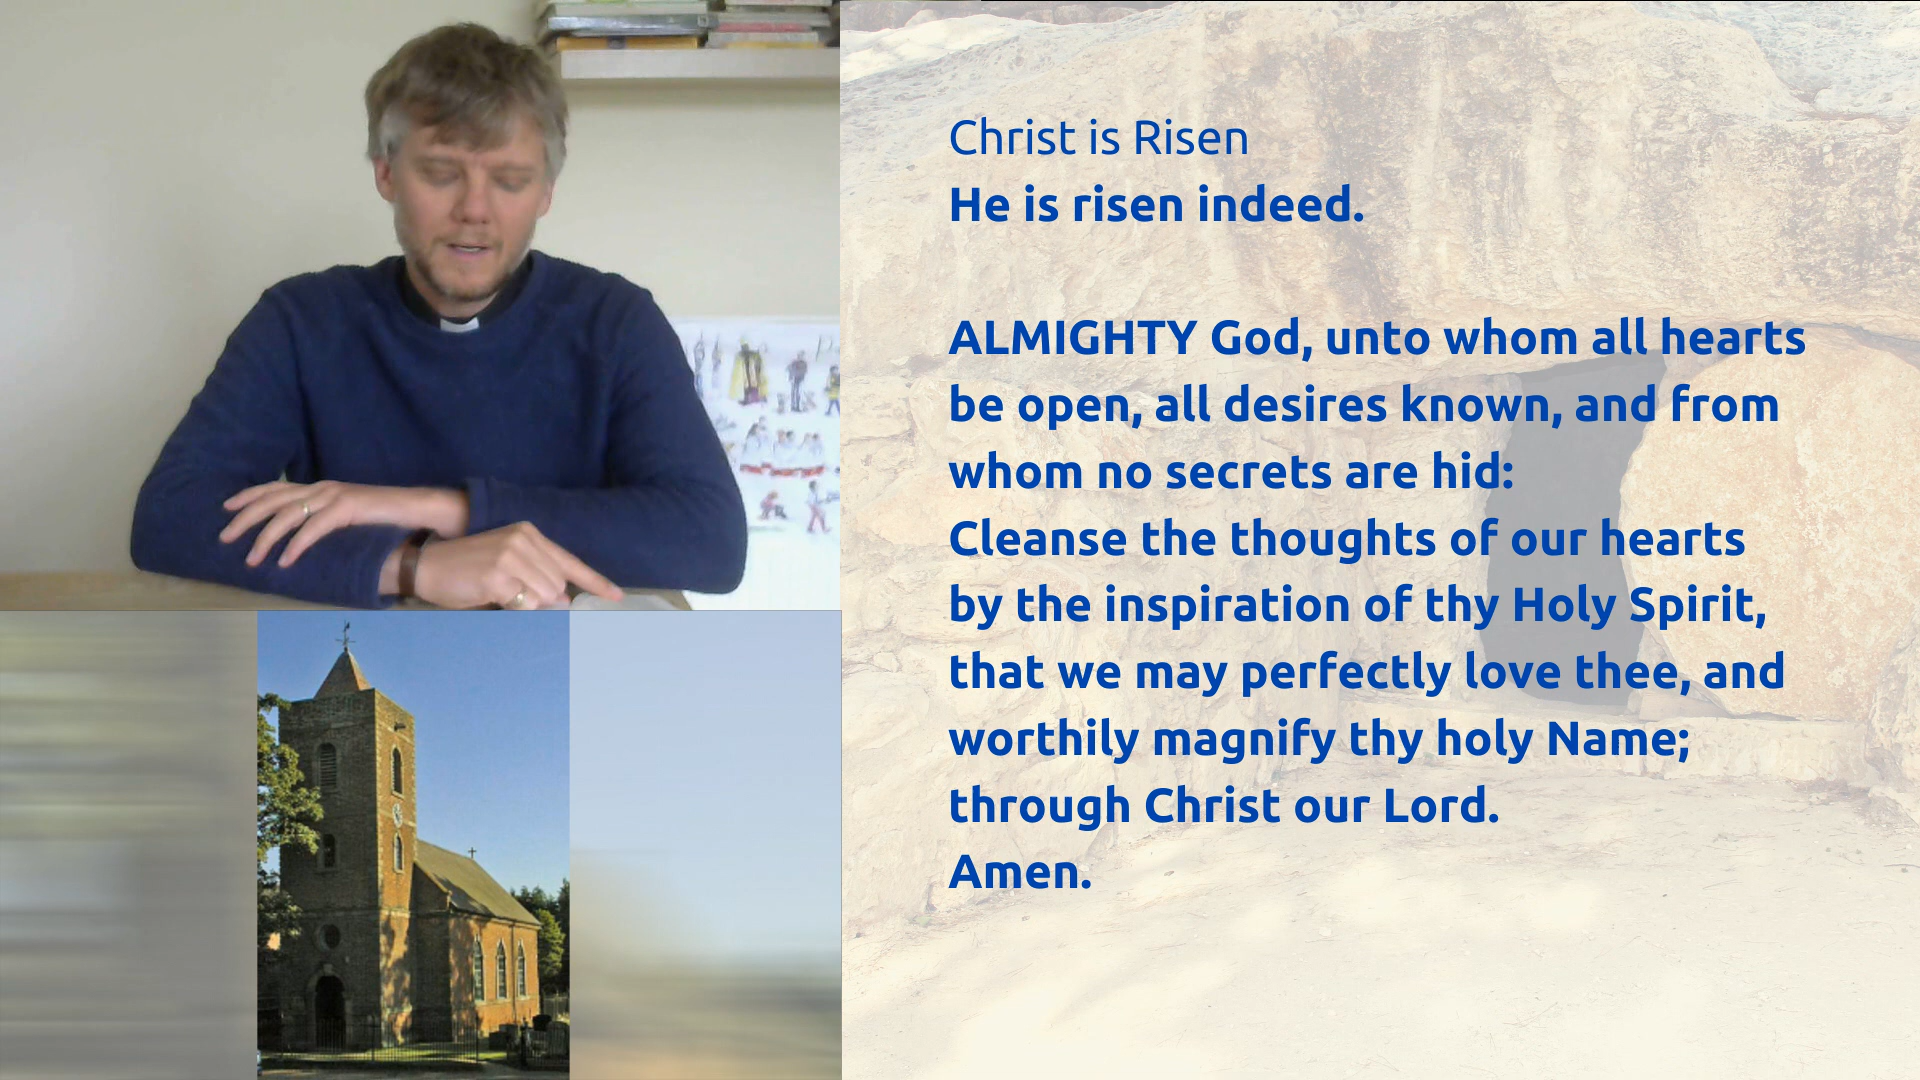 Christ is Risen
He is risen indeed.
ALMIGHTY God, unto whom all hearts
be open, all desires known, and from
whom no secrets are hid:
Cleanse the thoughts of our hearts
by the inspiration of thy Holy Spirit,
that we may perfectly love thee, and
worthily magnify thy holy Name;
through Christ our Lord.
Amen.